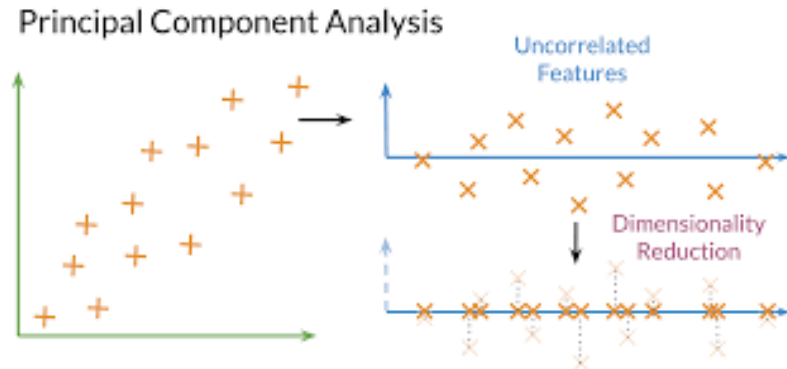 Principal Component Analysis
Uncorrelated
Features
Dimensionality
Reduction